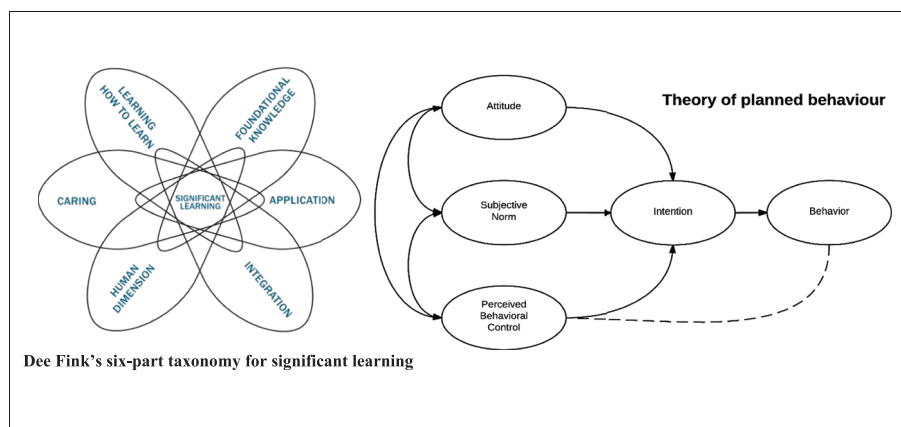 LEARNING
HOW TO LEARN
FOUNDATIONAL
KNOWLEDGE
CARING
SIGNIFICANT
LEARNING
APPLICATION
HUMAN
DIMENSION
INTEGRATION
Dee Fink's six-part taxonomy for significant learning
Theory of planned behaviour
Attitude
Subjective
Norm
Intention
Behavior
Perceived
Behavioral
Control